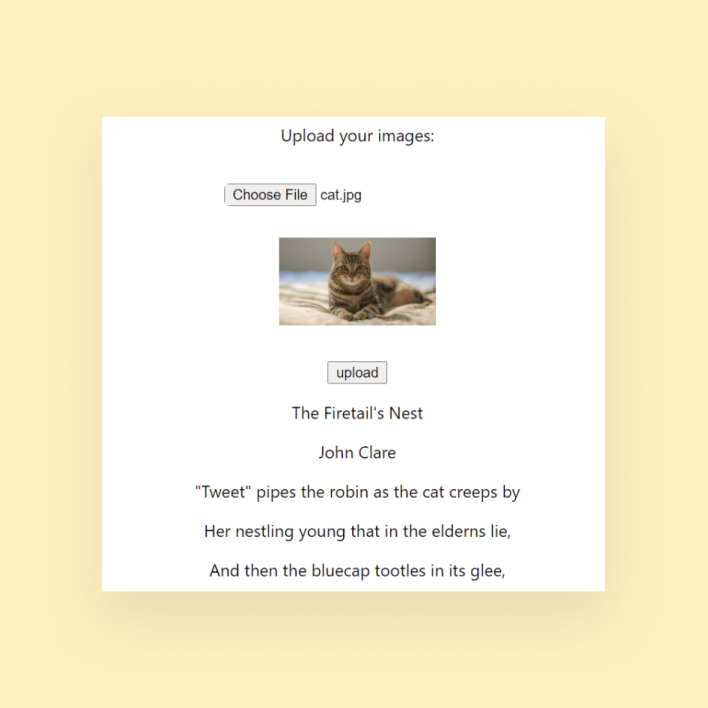 Upload your images:
Choose File cat.jpg
upload
The Firetail's Nest
John Clare
"Tweet" pipes the robin as the cat creeps by
Her nestling young that in the elderns lie,
And then the bluecap tootles in its glee,